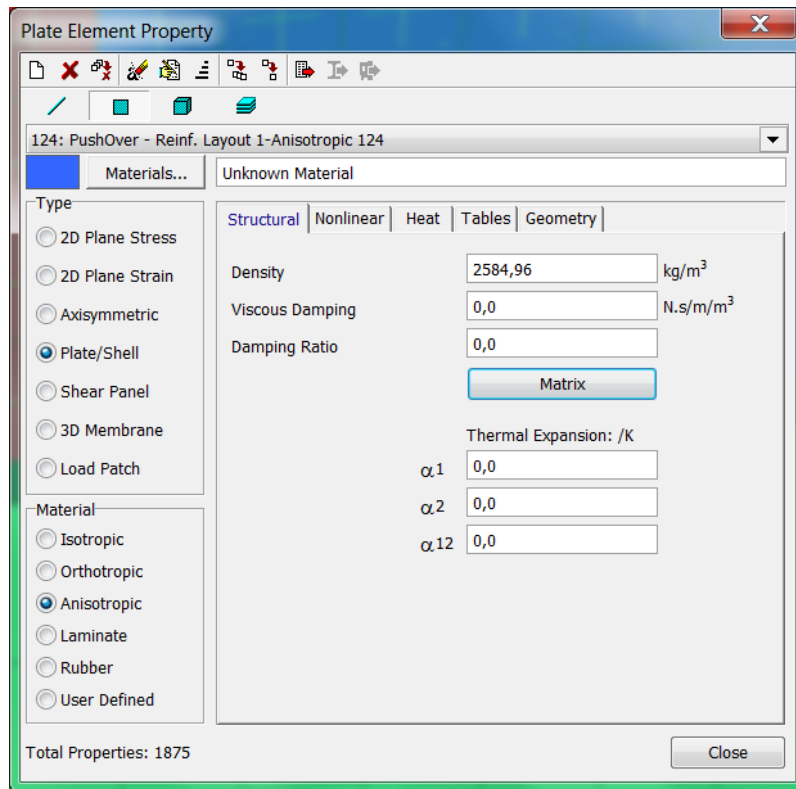 Plate Element Property
124: PushOver - Reinf. Layout 1-Anisotropic 124
Materials...
Unknown Material
Type
2D Plane Stress
2D Plane Strain
Axisymmetric
Plate/Shell
Shear Panel
3D Membrane
Load Patch
Material
Isotropic
Orthotropic
Anisotropic
Laminate
Rubber
User Defined
Structural Nonlinear Heat Tables Geometry
Density 2584,96 kg/m³
Viscous Damping 0,0 N.s/m/m³
Damping Ratio 0,0
Matrix
Thermal Expansion: /K
α1 0,0
α2 0,0
α12 0,0
Total Properties: 1875
Close